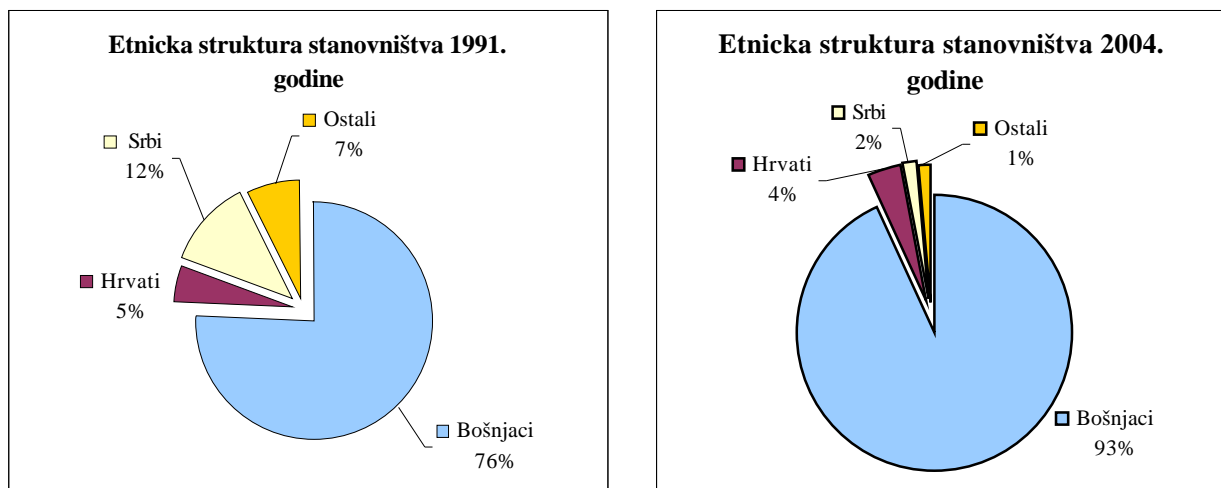 Etnicka struktura stanovništva 1991.
godine
Ostali
7%
Srbi
12%
Hrvati
5%
Bošnjaci
76%
Etnicka struktura stanovništva 2004.
godine
Srbi
2%
Ostali
1%
Hrvati
4%
Bošnjaci
93%